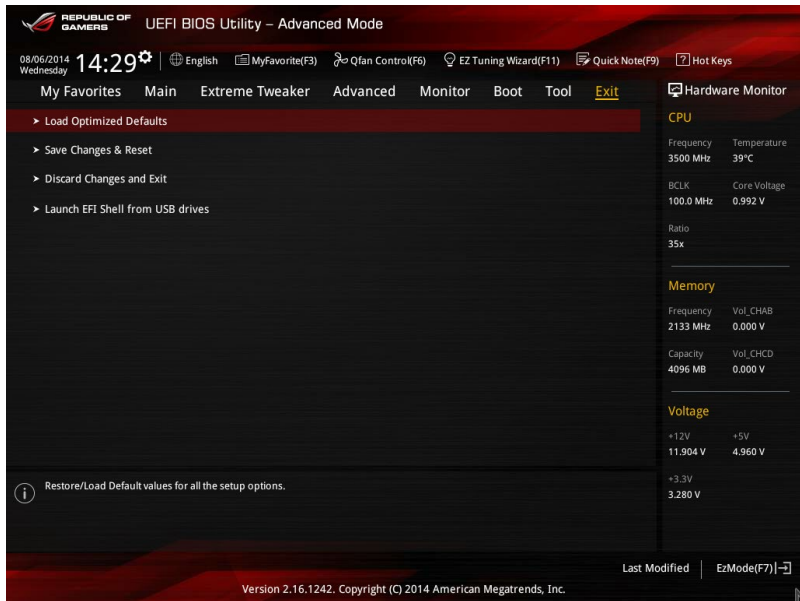 REPUBLIC OF
GAMERS
UEFI BIOS Utility – Advanced Mode
08/06/2014
Wednesday
14:29
English
MyFavorite(F3)
Qfan Control(F6)
EZ Tuning Wizard(F11)
Quick Note(F9)
? Hot Keys
My Favorites Main Extreme Tweaker Advanced Monitor Boot Tool Exit
Hardware Monitor
> Load Optimized Defaults
> Save Changes & Reset
> Discard Changes and Exit
> Launch EFI Shell from USB drives
CPU
Frequency Temperature
3500 MHz 39°C
BCLK Core Voltage
100.0 MHz 0.992 V
Ratio
35x
Memory
Frequency Vol_CHAB
2133 MHz 0.000 V
Capacity Vol_CHCD
4096 MB 0.000 V
Voltage
+12V +5V
11.904 V 4.960 V
+3.3V
3.280 V
i Restore/Load Default values for all the setup options.
Last Modified EzMode(F7)
Version 2.16.1242. Copyright (C) 2014 American Megatrends, Inc.